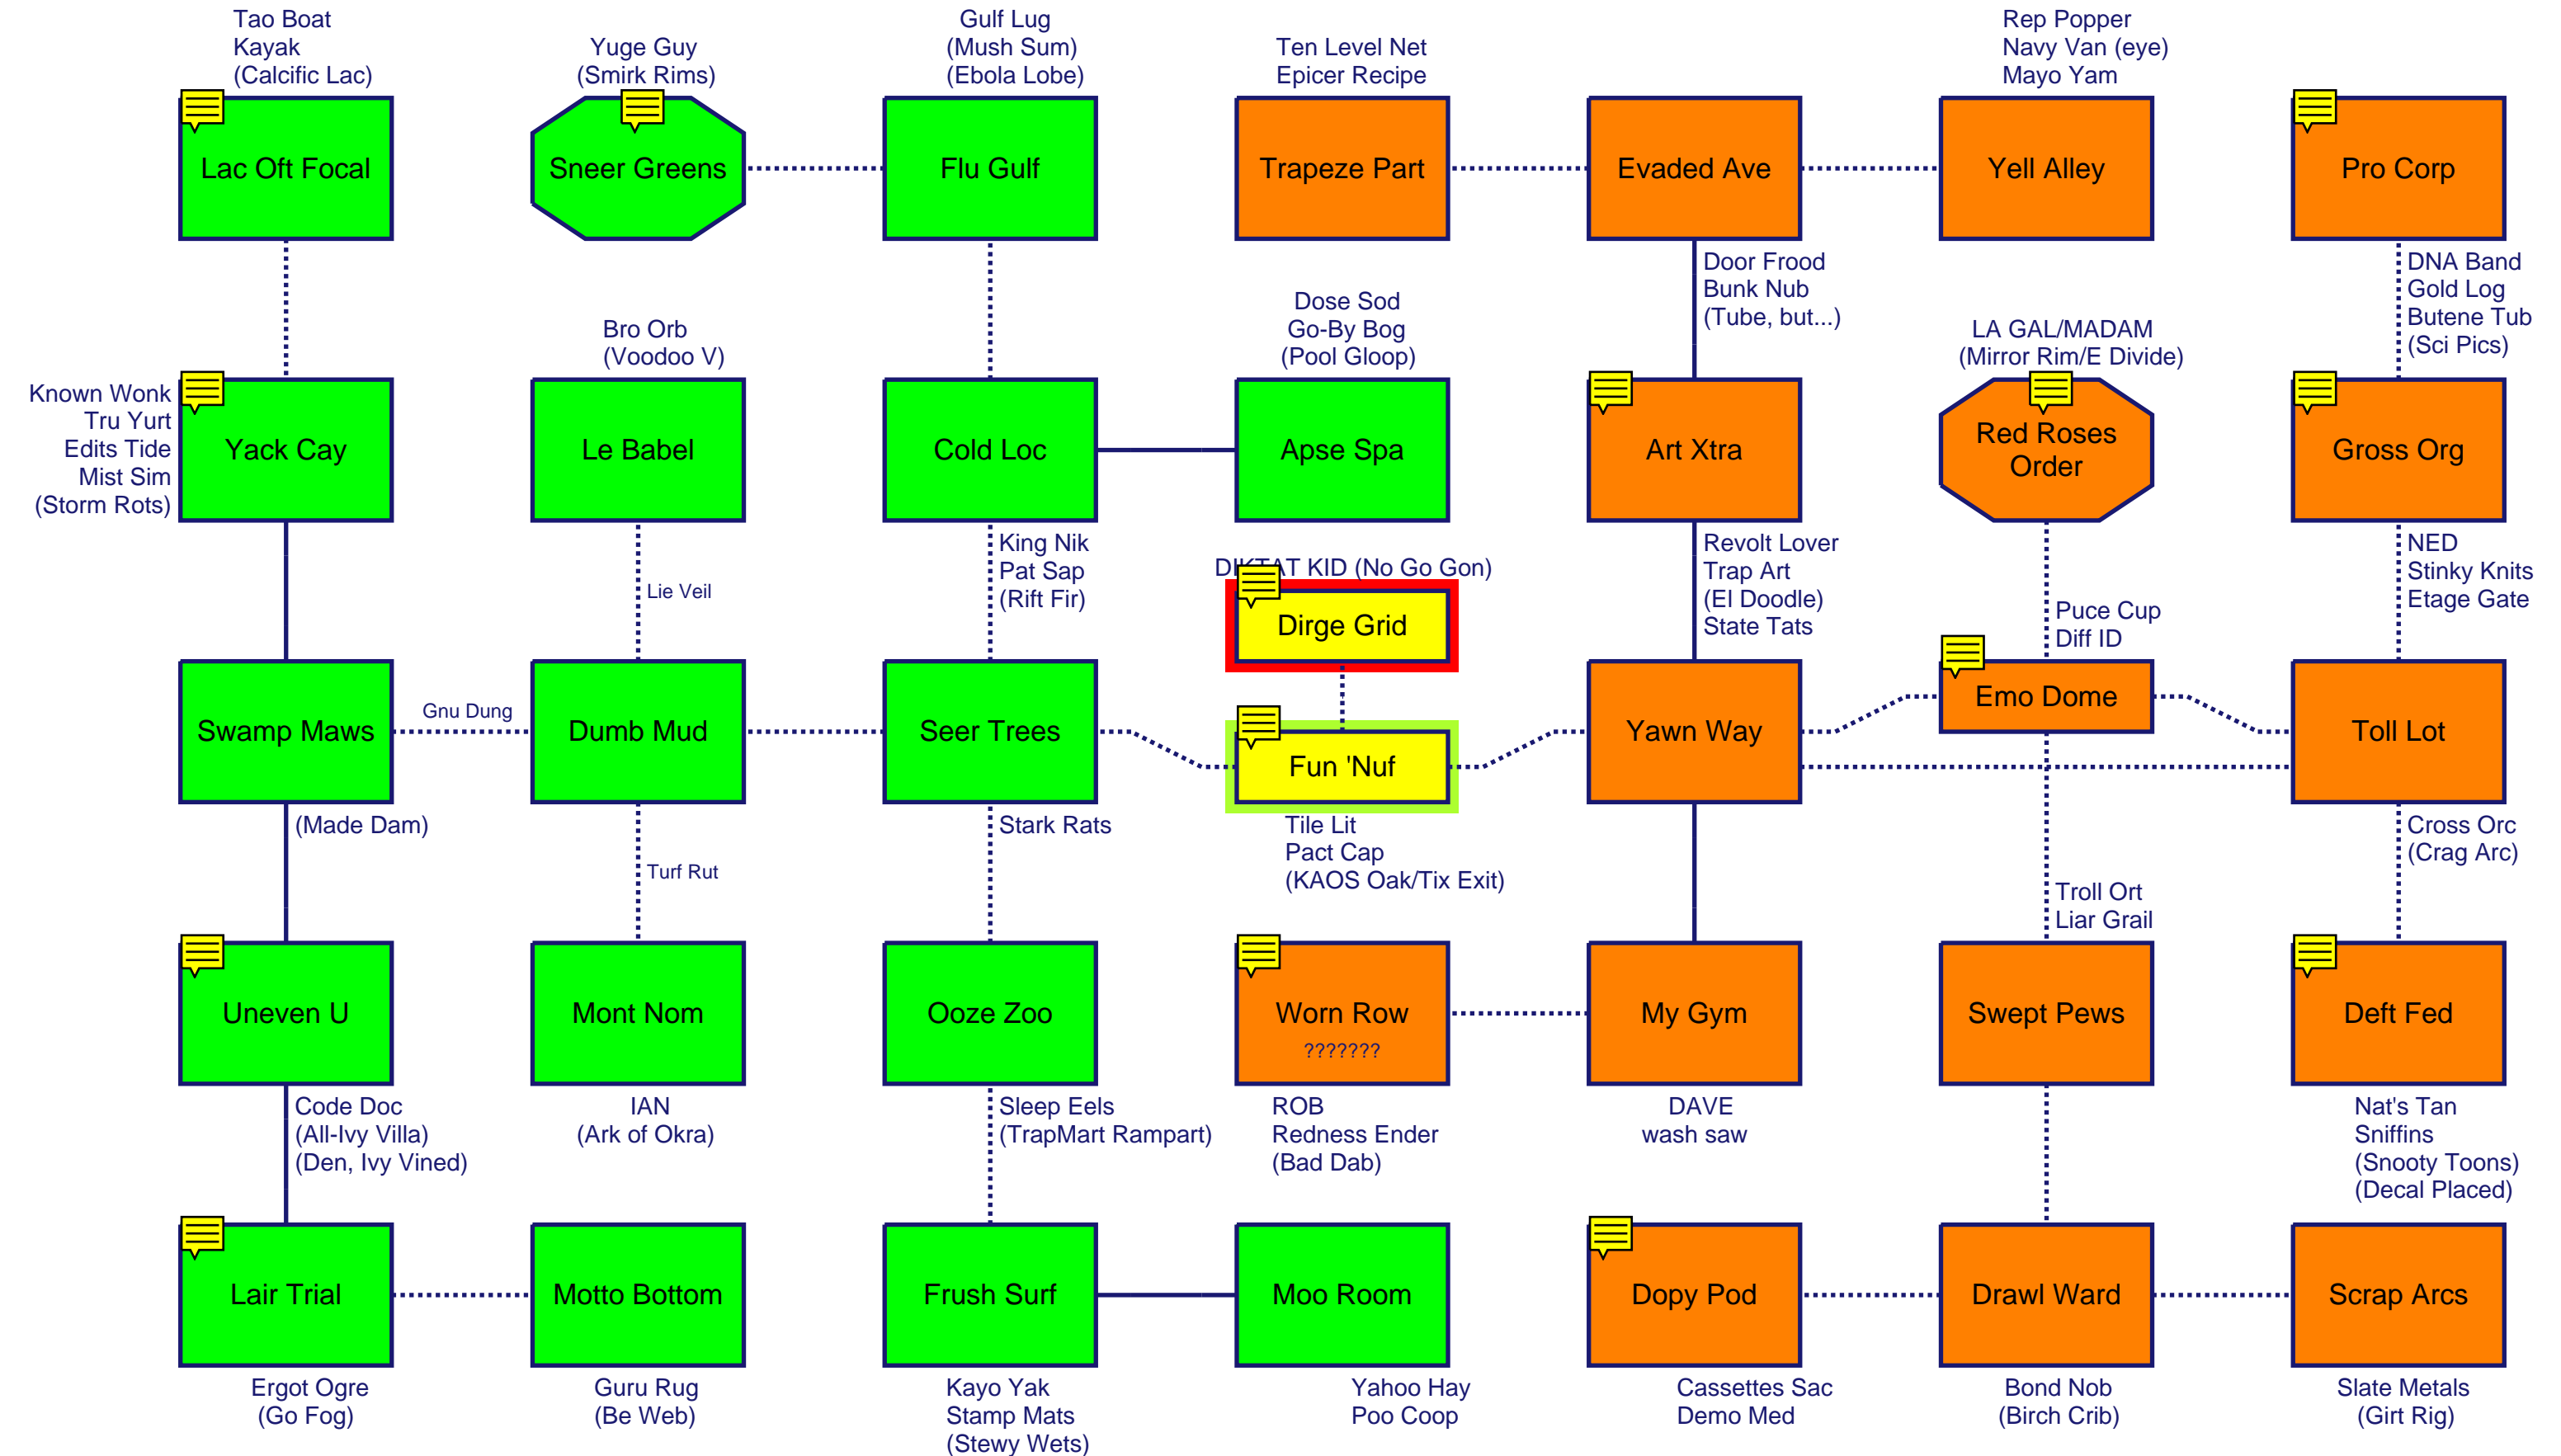 Tao Boat
Kayak
(Calcific Lac)
Yuge Guy
(Smirk Rims)
Gulf Lug
(Mush Sum)
(Ebola Lobe)
Ten Level Net
Epicer Recipe
Rep Popper
Navy Van (eye)
Mayo Yam
Lac Oft Focal
Sneer Greens
Flu Gulf
Trapeze Part
Evaded Ave
Yell Alley
Pro Corp
Door Frood
Bunk Nub
(Tube, but...)
DNA Band
Gold Log
Butene Tub
(Sci Pics)
Bro Orb
(Voodoo V)
Dose Sod
Go-By Bog
(Pool Gloop)
LA GAL/MADAM
(Mirror Rim/E Divide)
Known Wonk
Tru Yurt
Edits Tide
Mist Sim
(Storm Rots)
Yack Cay
Le Babel
Cold Loc
Apse Spa
Art Xtra
Red Roses
Order
Gross Org
Lie Veil
King Nik
Pat Sap
(Rift Fir)
DIKTAT KID (No Go Gon)
Dirge Grid
Revolt Lover
Trap Art
(El Doodle)
State Tats
Puce Cup
Diff ID
NED
Stinky Knits
Etage Gate
Swamp Maws
Gnu Dung
Dumb Mud
Seer Trees
Fun 'Nuf
Yawn Way
Emo Dome
Toll Lot
(Made Dam)
Turf Rut
Stark Rats
Tile Lit
Pact Cap
(KAOS Oak/Tix Exit)
Troll Ort
Liar Grail
Cross Orc
(Crag Arc)
Uneven U
Mont Nom
Ooze Zoo
Worn Row
???????
My Gym
Swept Pews
Deft Fed
Code Doc
(All-Ivy Villa)
(Den, Ivy Vined)
IAN
(Ark of Okra)
Sleep Eels
(TrapMart Rampart)
ROB
Redness Ender
(Bad Dab)
DAVE
wash saw
Nat's Tan
Sniffins
(Snooty Toons)
(Decal Placed)
Lair Trial
Motto Bottom
Frush Surf
Moo Room
Dopy Pod
Drawl Ward
Scrap Arcs
Ergot Ogre
(Go Fog)
Guru Rug
(Be Web)
Kayo Yak
Stamp Mats
(Stewy Wets)
Yahoo Hay
Poo Coop
Cassettes Sac
Demo Med
Bond Nob
(Birch Crib)
Slate Metals
(Girt Rig)